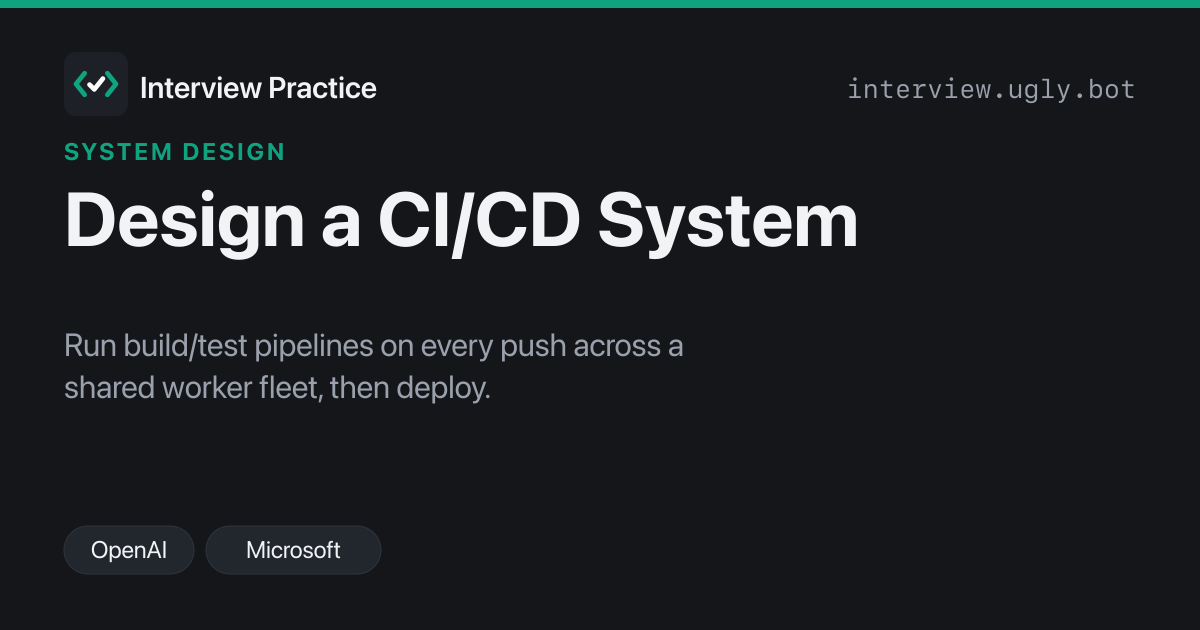 Interview Practice
interview.ugly.bot
SYSTEM DESIGN
Design a CI/CD System
Run build/test pipelines on every push across a
shared worker fleet, then deploy.
OpenAI
Microsoft